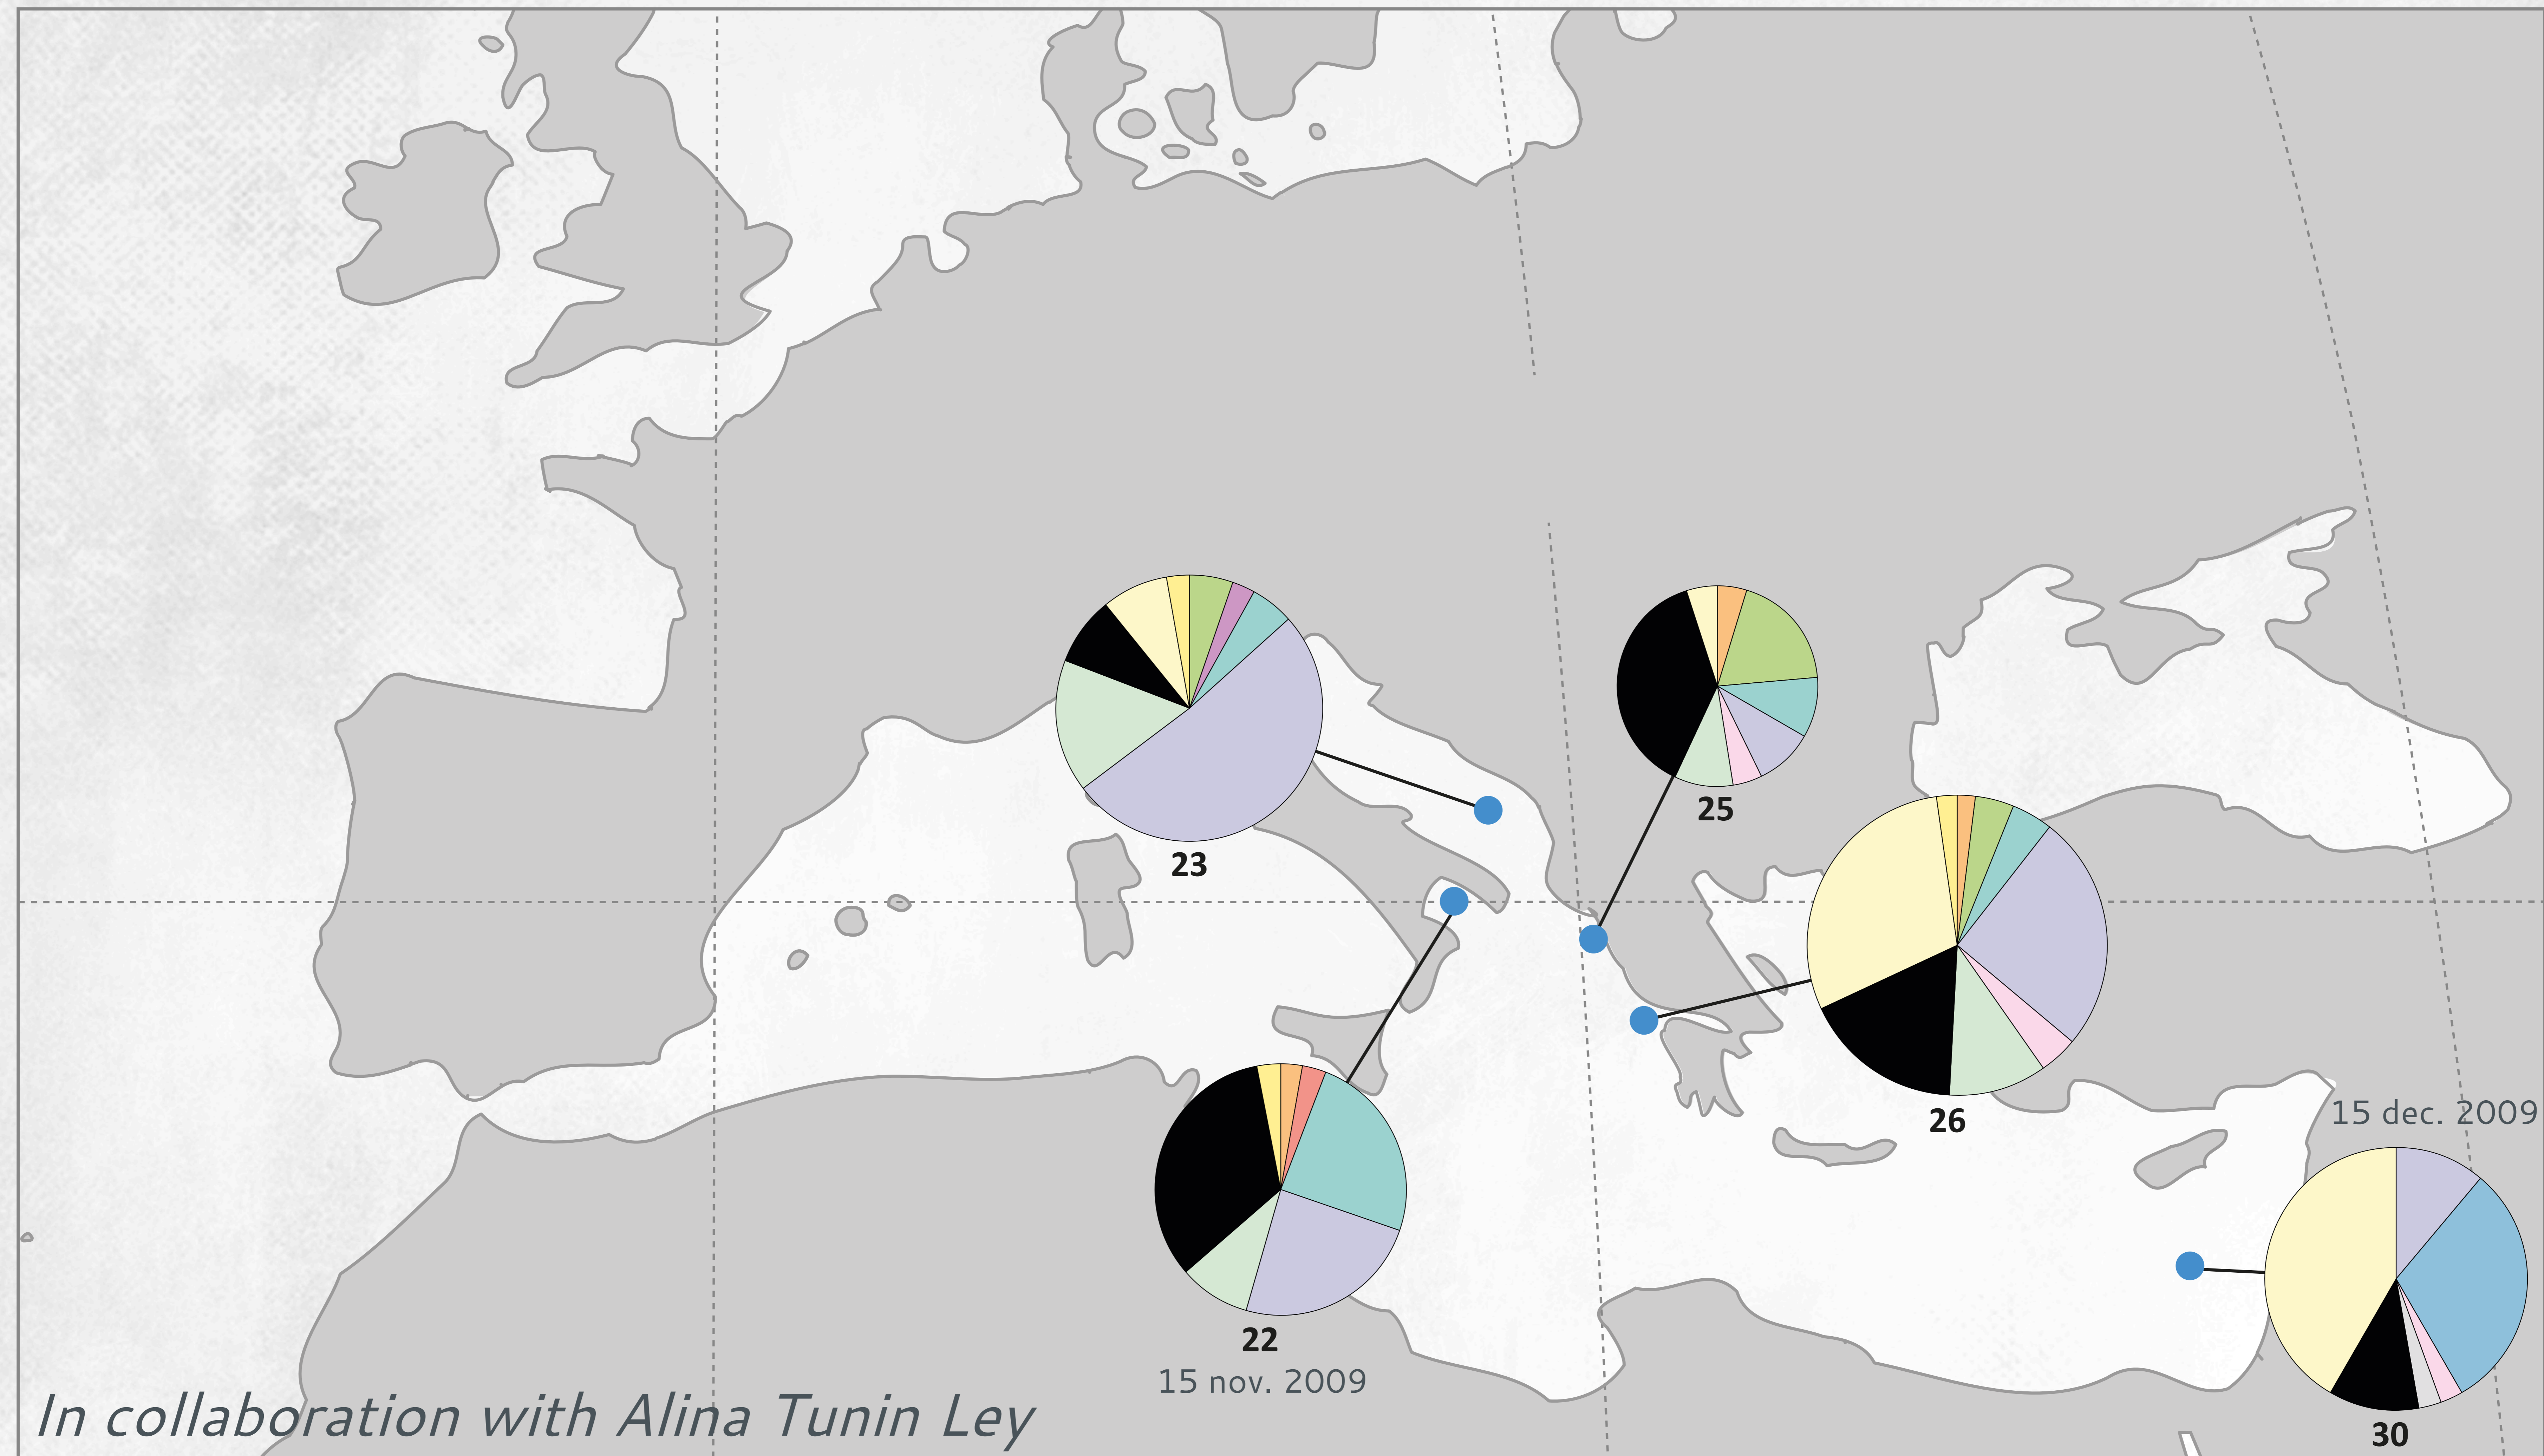 23
25
26
15 dec. 2009
22
15 nov. 2009
30
In collaboration with Alina Tunin Ley